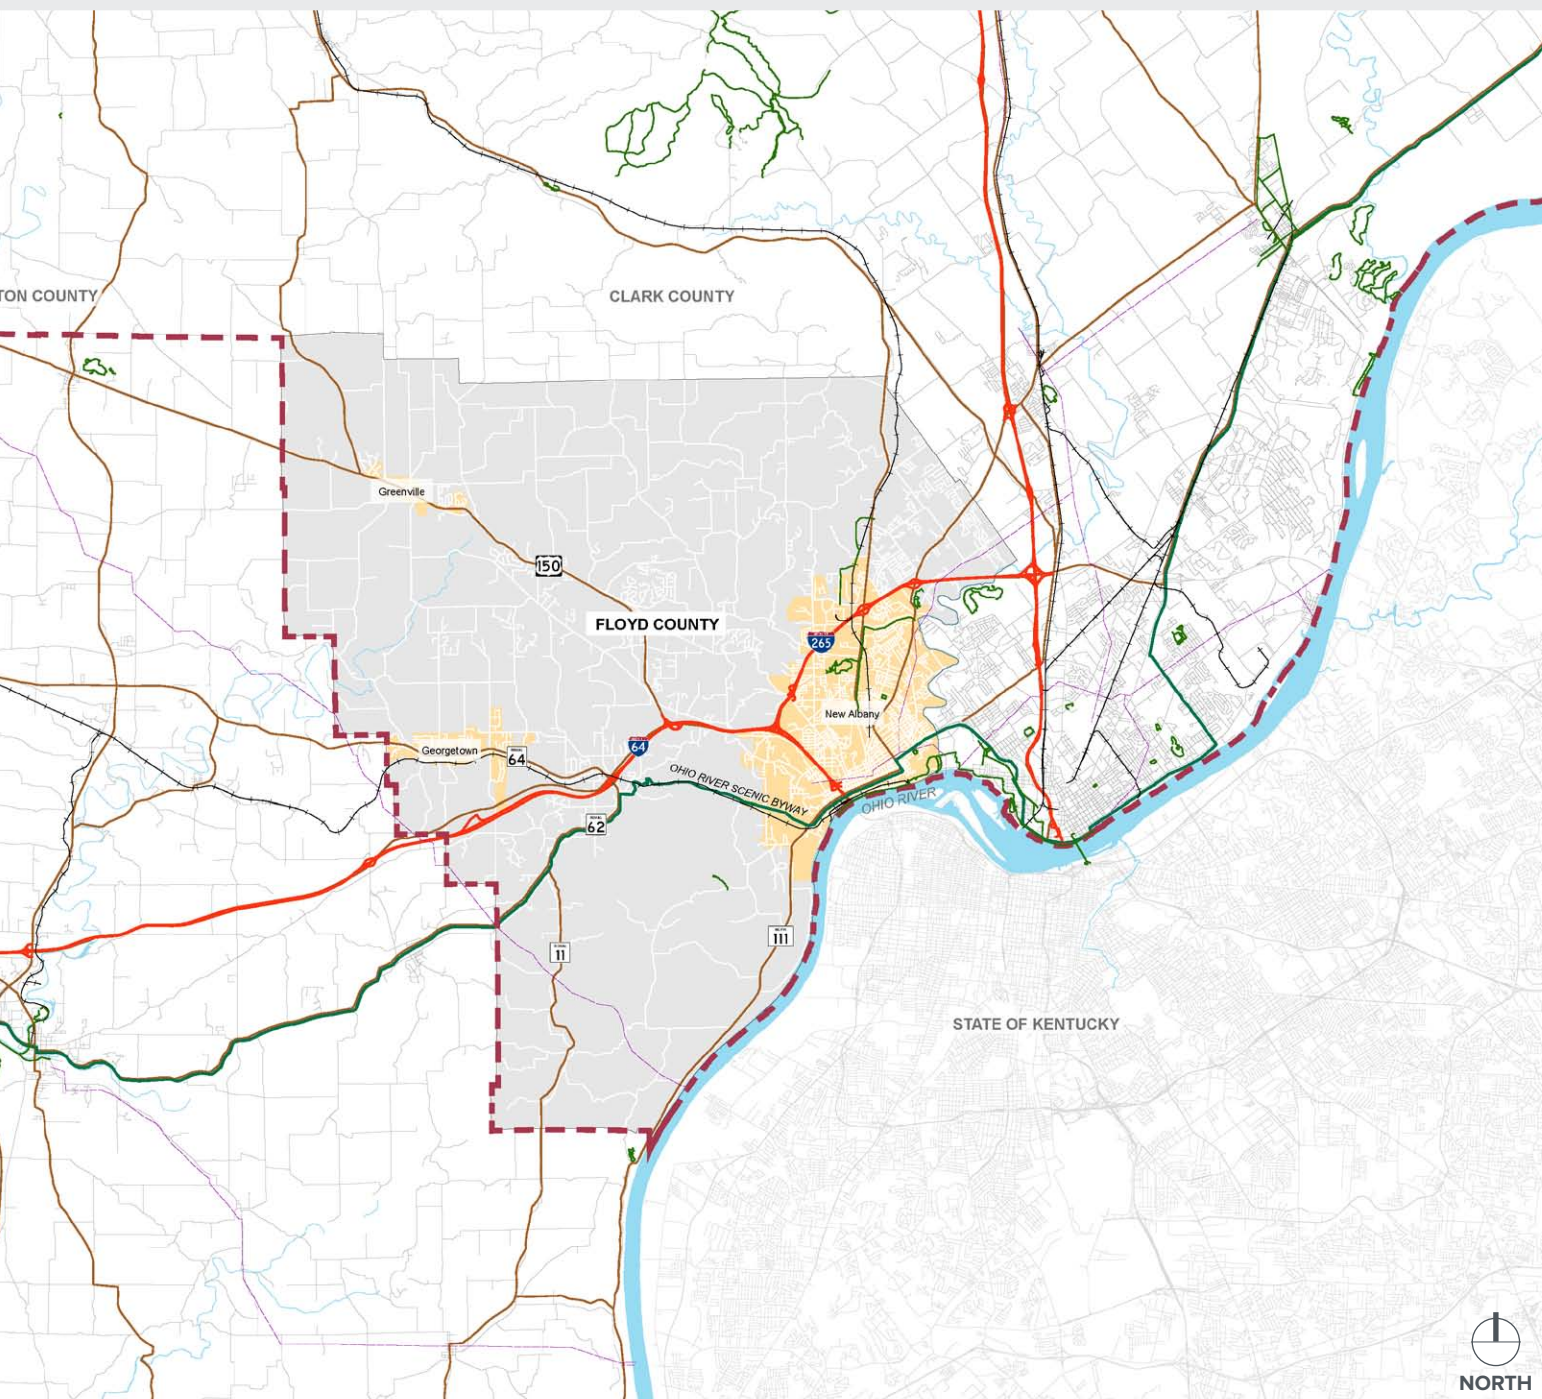 TON COUNTY
CLARK COUNTY
Greenville
150
FLOYD COUNTY
265
New Albany
Georgetown
64
64
OHIO RIVER SCENIC BYWAY
OHIO RIVER
62
111
11
STATE OF KENTUCKY
NORTH